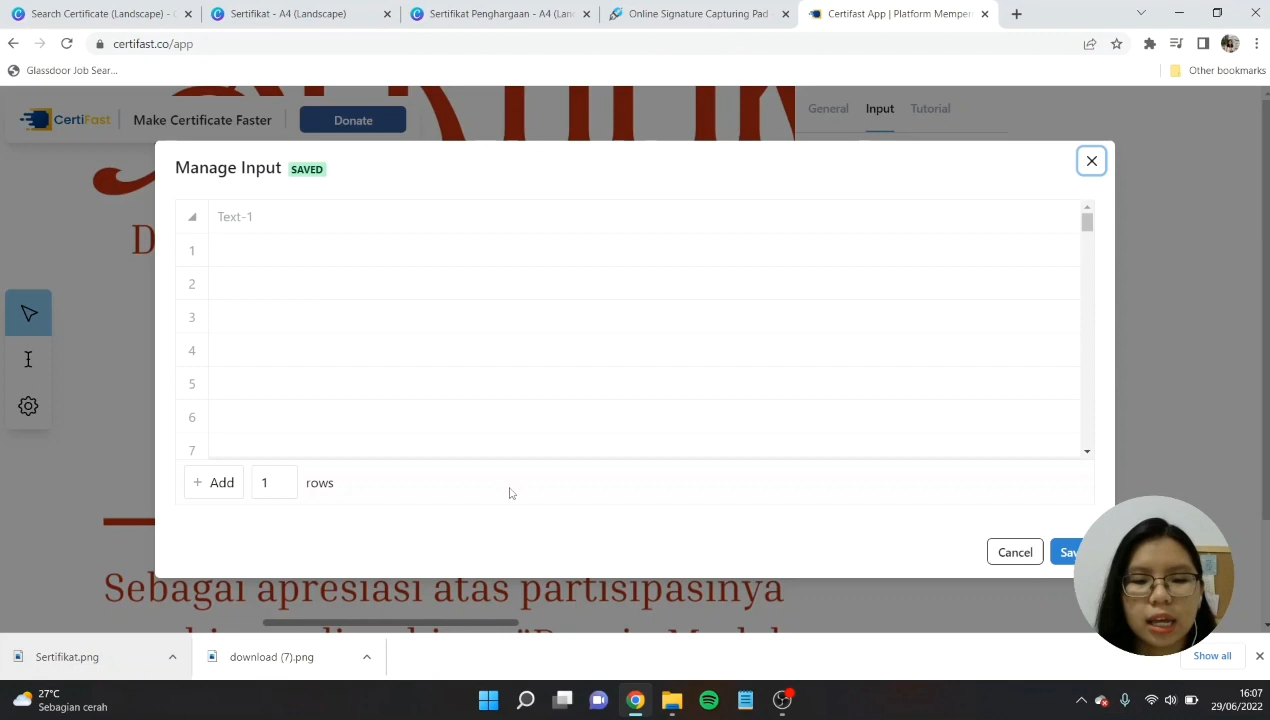 Search Certificate (Landscape) - C
Sertifikat - A4 (Landscape)
Sertifikat Penghargaan - A4 (Lan
Online Signature Capturing Pad -
Certifast App | Platform Memper
certifast.co/app
Glassdoor Job Sear...
Other bookmarks
CertiFast
Make Certificate Faster
Donate
General
Input
Tutorial
Manage Input
SAVED
Text-1
1
2
3
4
5
6
7
+ Add
1
rows
Cancel
Sav
Sebagai apresiasi atas partisipasinya
Sertifikat.png
download (7).png
Show all
27°C
Sebagian cerah
16:07
29/06/2022